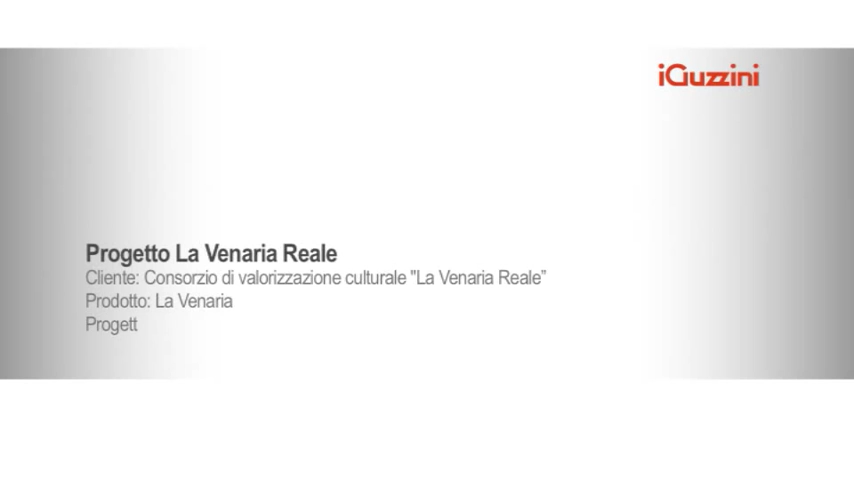 iGuzzini
Progetto La Venaria Reale
Cliente: Consorzio di valorizzazione culturale "La Venaria Reale”
Prodotto: La Venaria
Progett